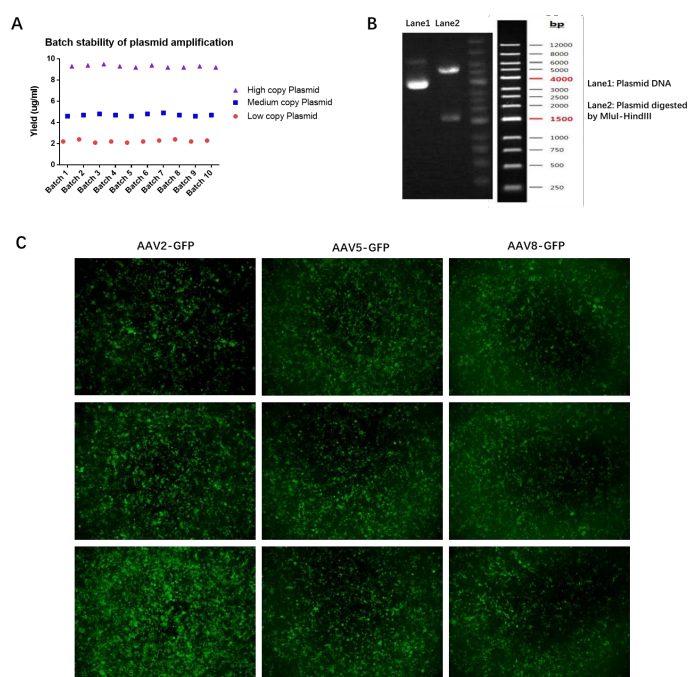 A
Batch stability of plasmid amplification
Yield (ug/ml)
10
8
6
4
2
0
Batch 1
Batch 2
Batch 3
Batch 4
Batch 5
Batch 6
Batch 7
Batch 8
Batch 9
Batch 10
High copy Plasmid
Medium copy Plasmid
Low copy Plasmid
B
Lane1 Lane2
bp
12000
8000
6000
5000
4000
3000
2500
2000
1500
1000
750
500
250
Lane1: Plasmid DNA
Lane2: Plasmid digested
by MluI-HindIII
C
AAV2-GFP
AAV5-GFP
AAV8-GFP